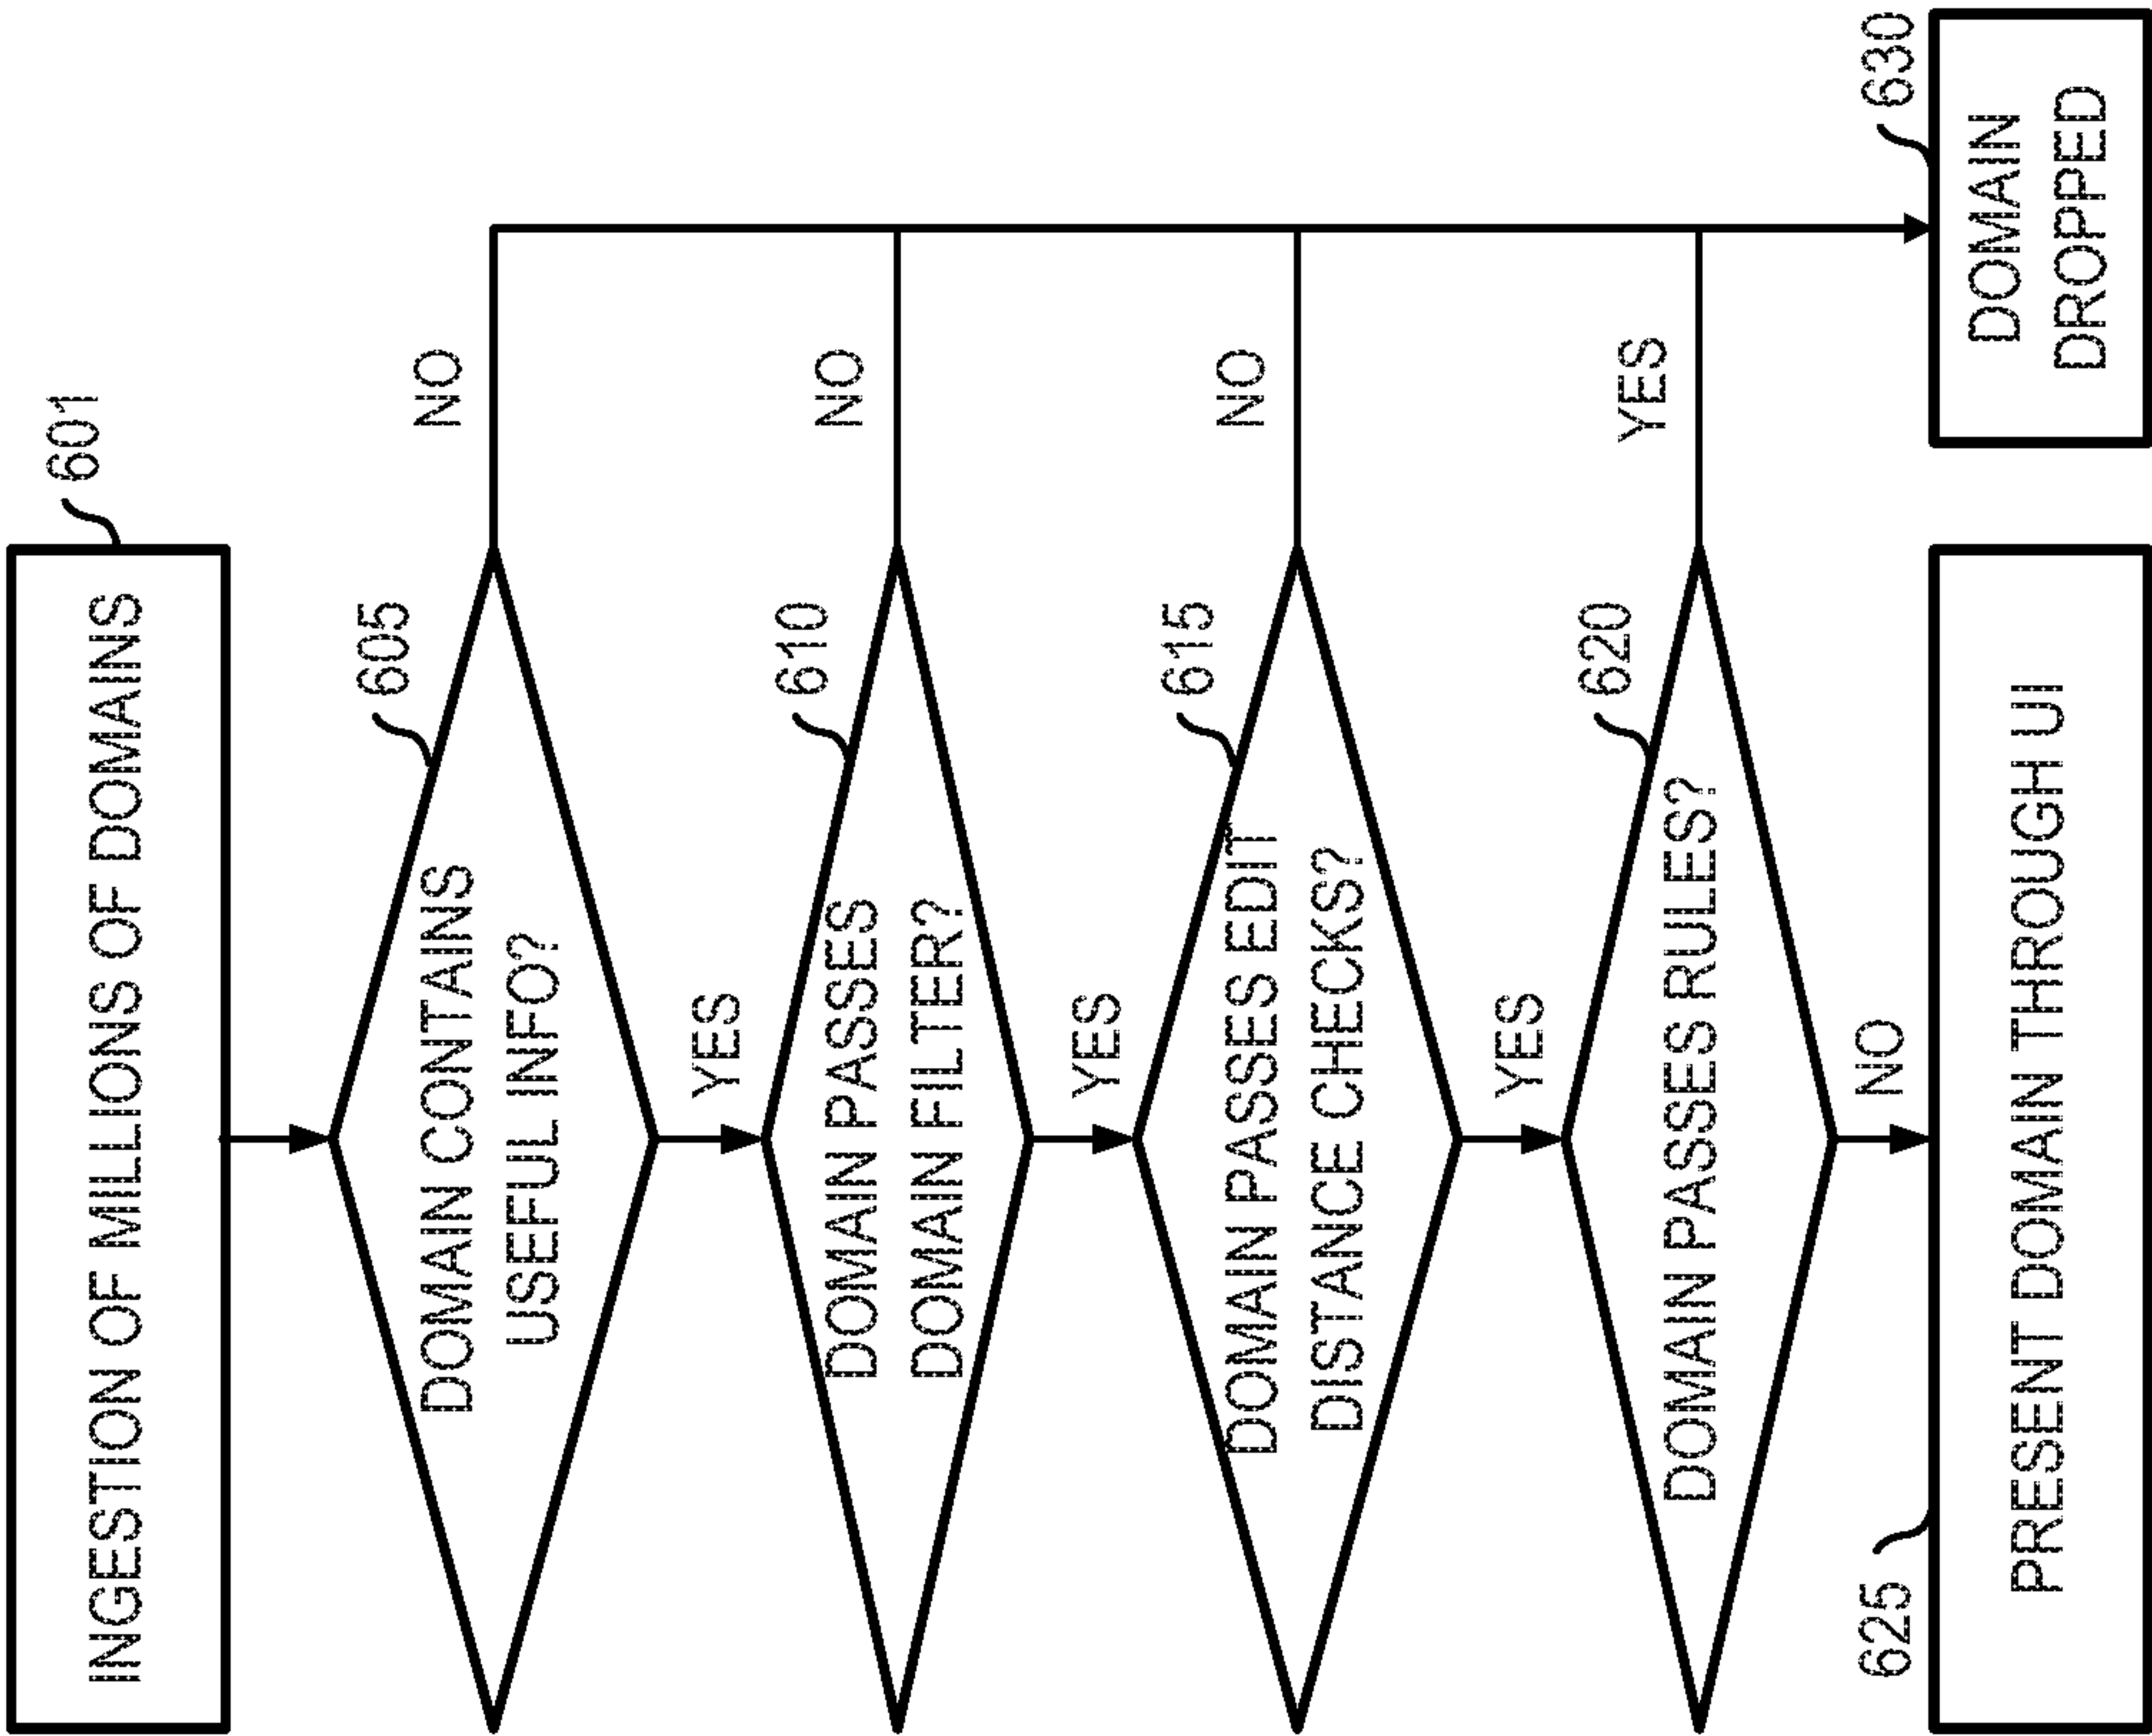 INGESTION OF MILLIONS OF DOMAINS
601
DOMAIN CONTAINS
USEFUL INFO?
605
NO
YES
DOMAIN PASSES
DOMAIN FILTER?
610
NO
YES
DOMAIN PASSES EDIT
DISTANCE CHECKS?
615
NO
YES
DOMAIN PASSES RULES?
620
YES
NO
625
PRESENT DOMAIN THROUGH UI
630
DOMAIN
DROPPED